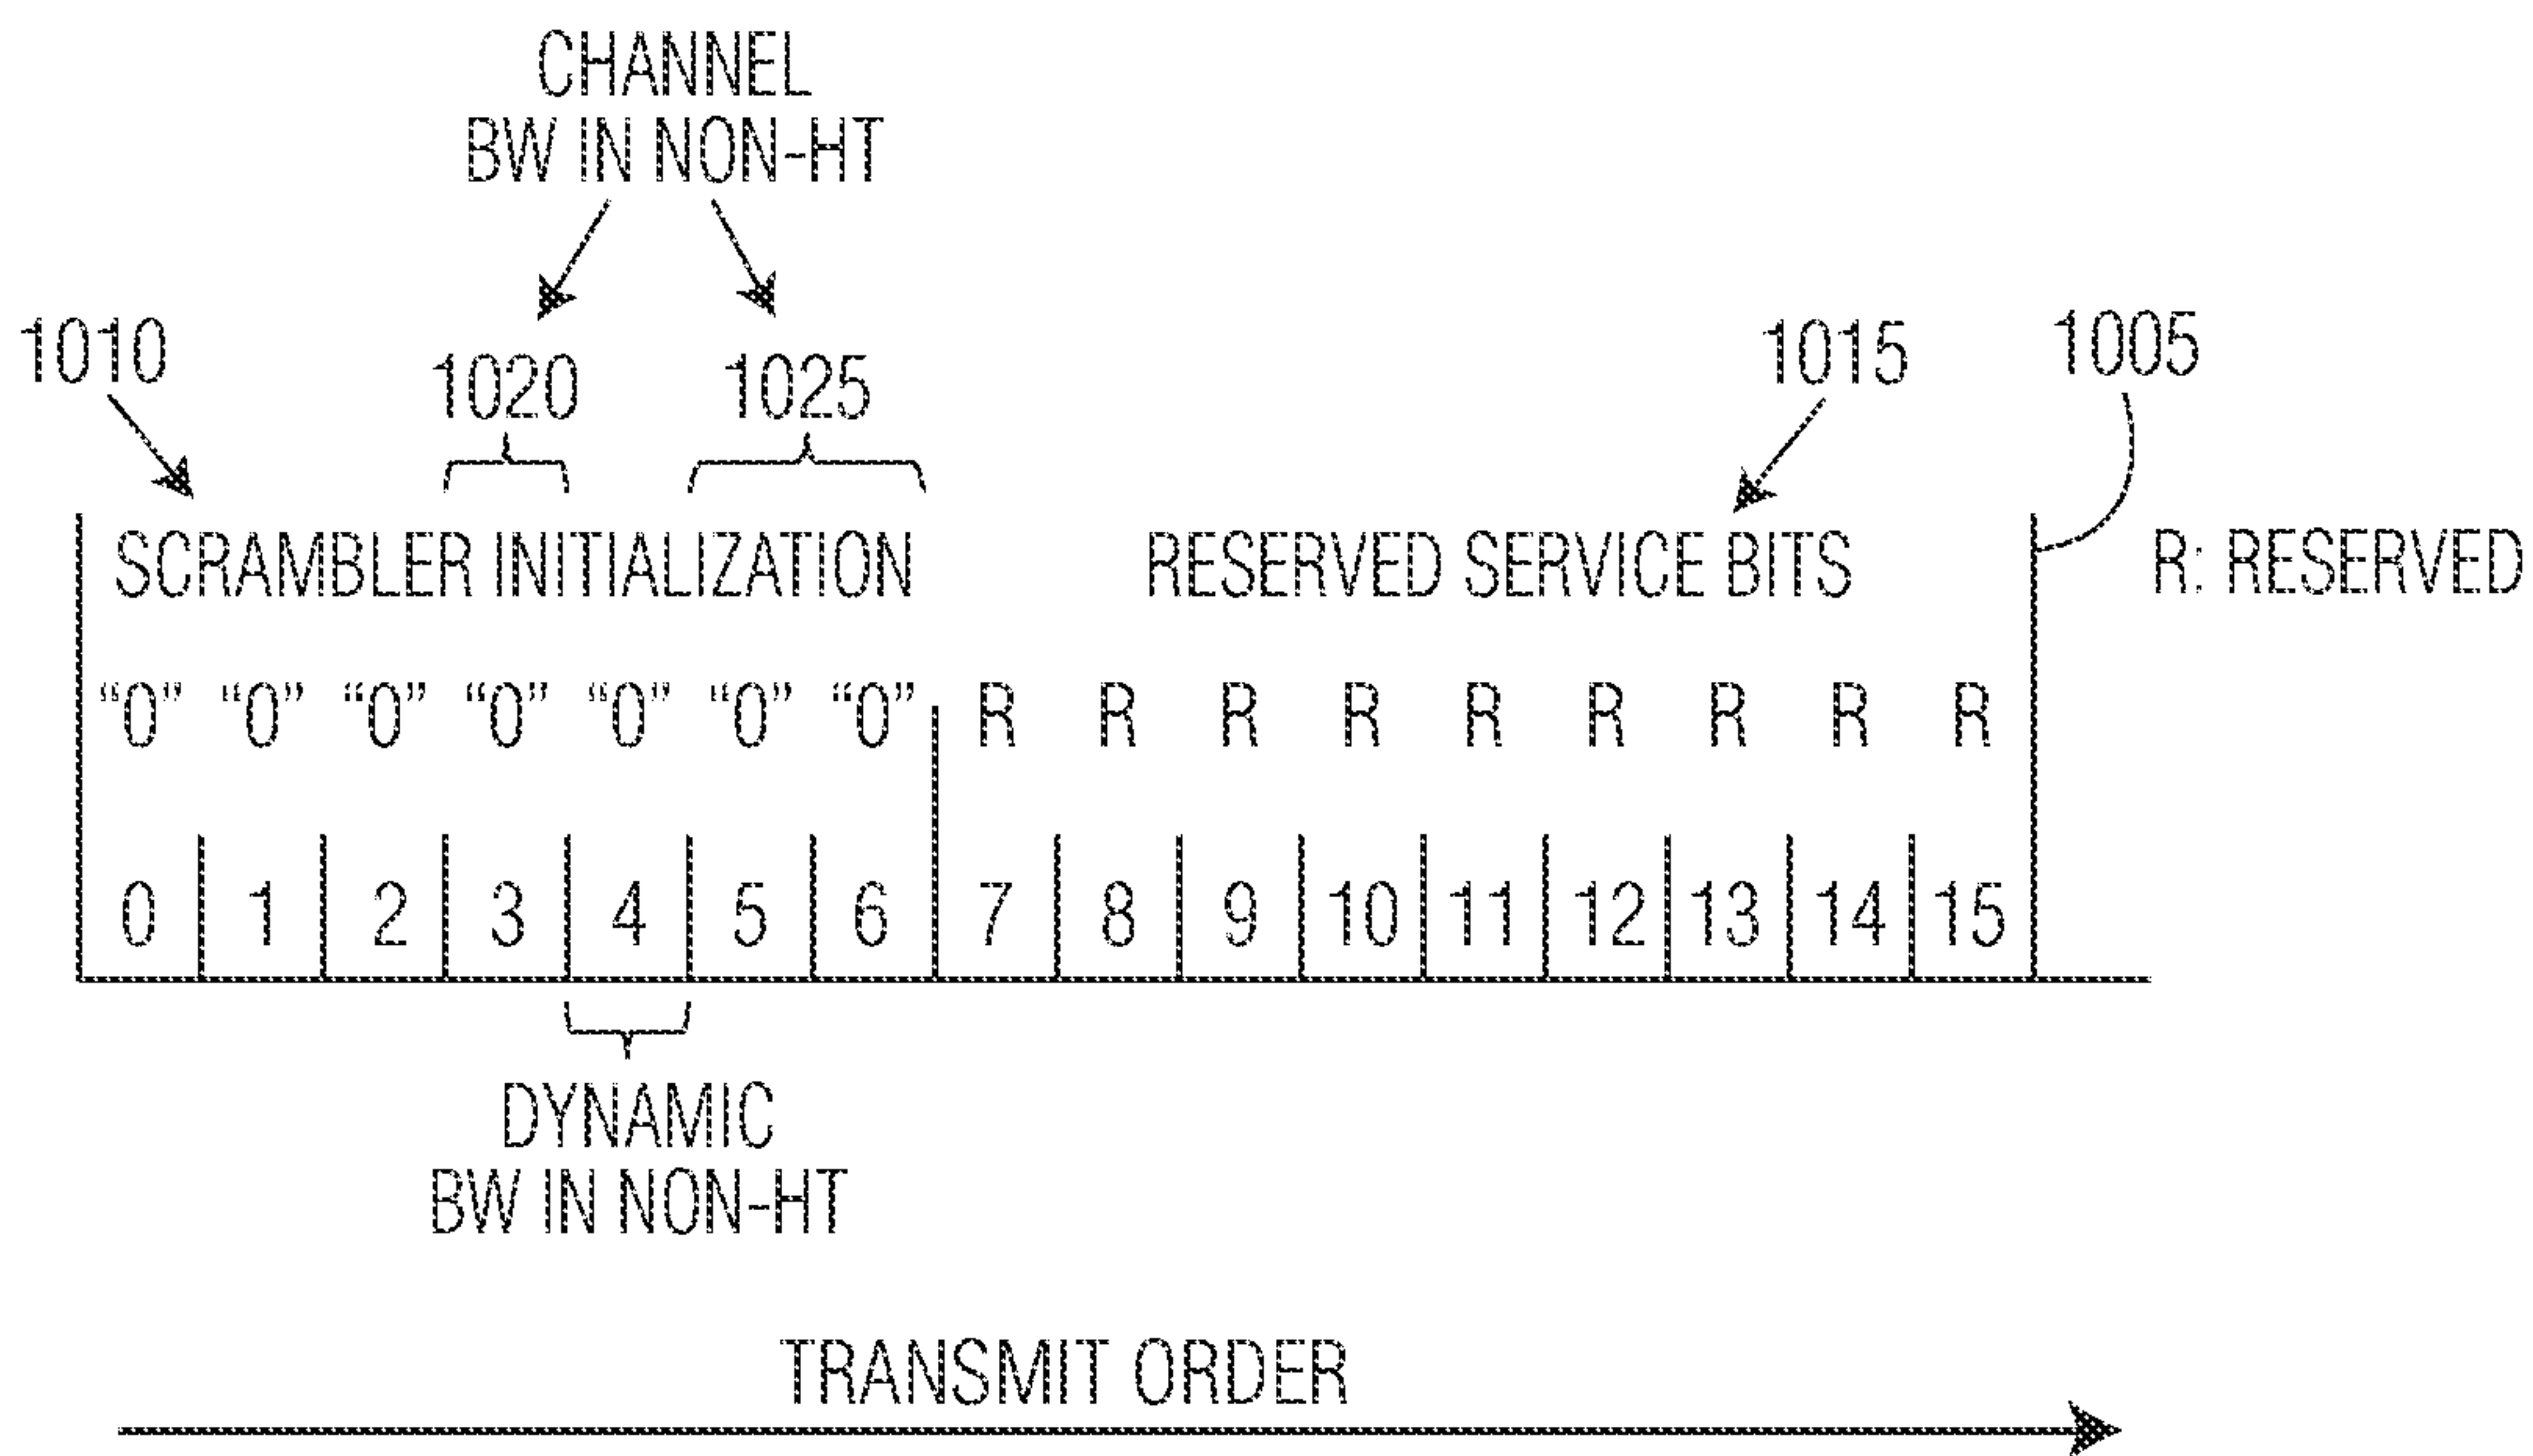 CHANNEL
BW IN NON-HT
1010 1020 1025 1015 1005
SCRAMBLER INITIALIZATION RESERVED SERVICE BITS R: RESERVED
“0” “0” “0” “0” “0” “0” “0” R R R R R R R R R
0 1 2 3 4 5 6 7 8 9 10 11 12 13 14 15
DYNAMIC
BW IN NON-HT
TRANSMIT ORDER